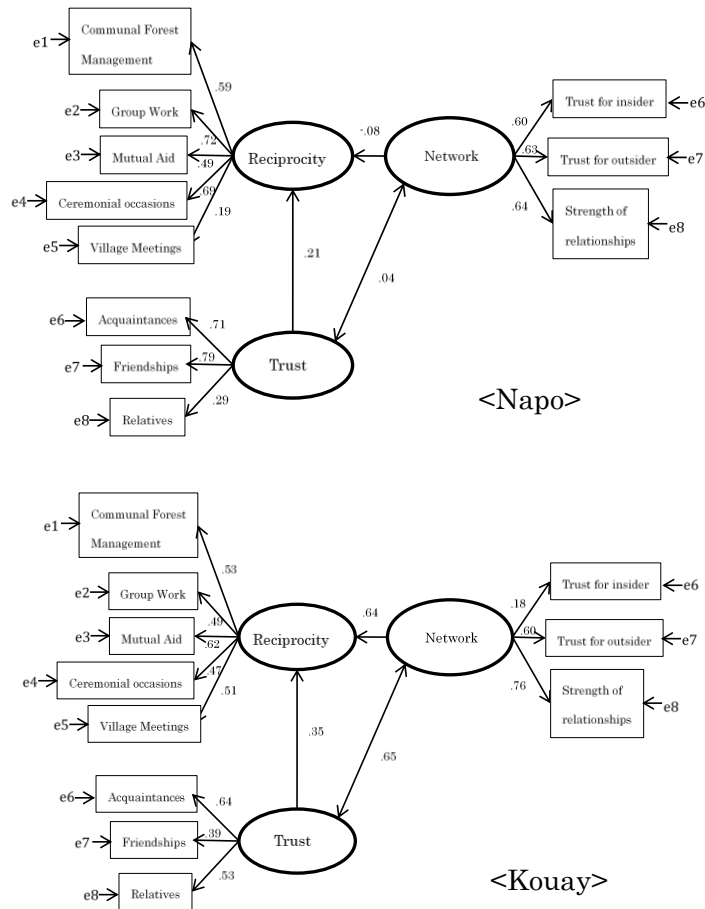 e1
Communal Forest
Management
.59
e2
Group Work
.72
e3
Mutual Aid
.49
e4
Ceremonial occasions
.69
e5
Village Meetings
.19
Reciprocity
-.08
Network
.60
Trust for insider
e6
.63
Trust for outsider
e7
.64
Strength of
relationships
e8
.21
.04
e6
Acquaintances
.71
e7
Friendships
.79
e8
Relatives
.29
Trust
<Napo>
e1
Communal Forest
Management
.53
e2
Group Work
.49
e3
Mutual Aid
.62
e4
Ceremonial occasions
.47
e5
Village Meetings
.51
Reciprocity
.64
Network
.18
Trust for insider
e6
.60
Trust for outsider
e7
.76
Strength of
relationships
e8
.35
.65
e6
Acquaintances
.64
e7
Friendships
.39
e8
Relatives
.53
Trust
<Kouay>